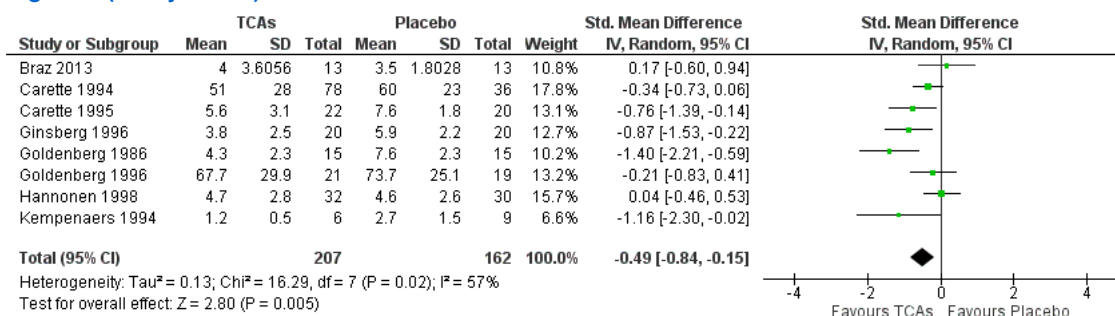 TCAs Placebo Std. Mean Difference Std. Mean Difference
Study or Subgroup Mean SD Total Mean SD Total Weight IV, Random, 95% CI IV, Random, 95% CI
Braz 2013 4 3.6056 13 3.5 1.8028 13 10.8% 0.17 [-0.60, 0.94]
Carette 1994 51 28 78 60 23 36 17.8% -0.34 [-0.73, 0.06]
Carette 1995 5.6 3.1 22 7.6 1.8 20 13.1% -0.76 [-1.39, -0.14]
Ginsberg 1996 3.8 2.5 20 5.9 2.2 20 12.7% -0.87 [-1.53, -0.22]
Goldenberg 1986 4.3 2.3 15 7.6 2.3 15 10.2% -1.40 [-2.21, -0.59]
Goldenberg 1996 67.7 29.9 21 73.7 25.1 19 13.2% -0.21 [-0.83, 0.41]
Hannonen 1998 4.7 2.8 32 4.6 2.6 30 15.6% 0.04 [-0.46, 0.53]
Kempenaers 1994 1.2 0.5 6 2.7 1.5 9 6.6% -1.16 [-2.30, -0.02]
Total (95% CI) 207 162 100.0% -0.49 [-0.84, -0.15]
Heterogeneity: Tau² = 0.13; Chi² = 16.29, df = 7 (P = 0.02); I² = 57%
Test for overall effect: Z = 2.80 (P = 0.005)
-4 -2 0 2 4
Favours TCAs Favours Placebo